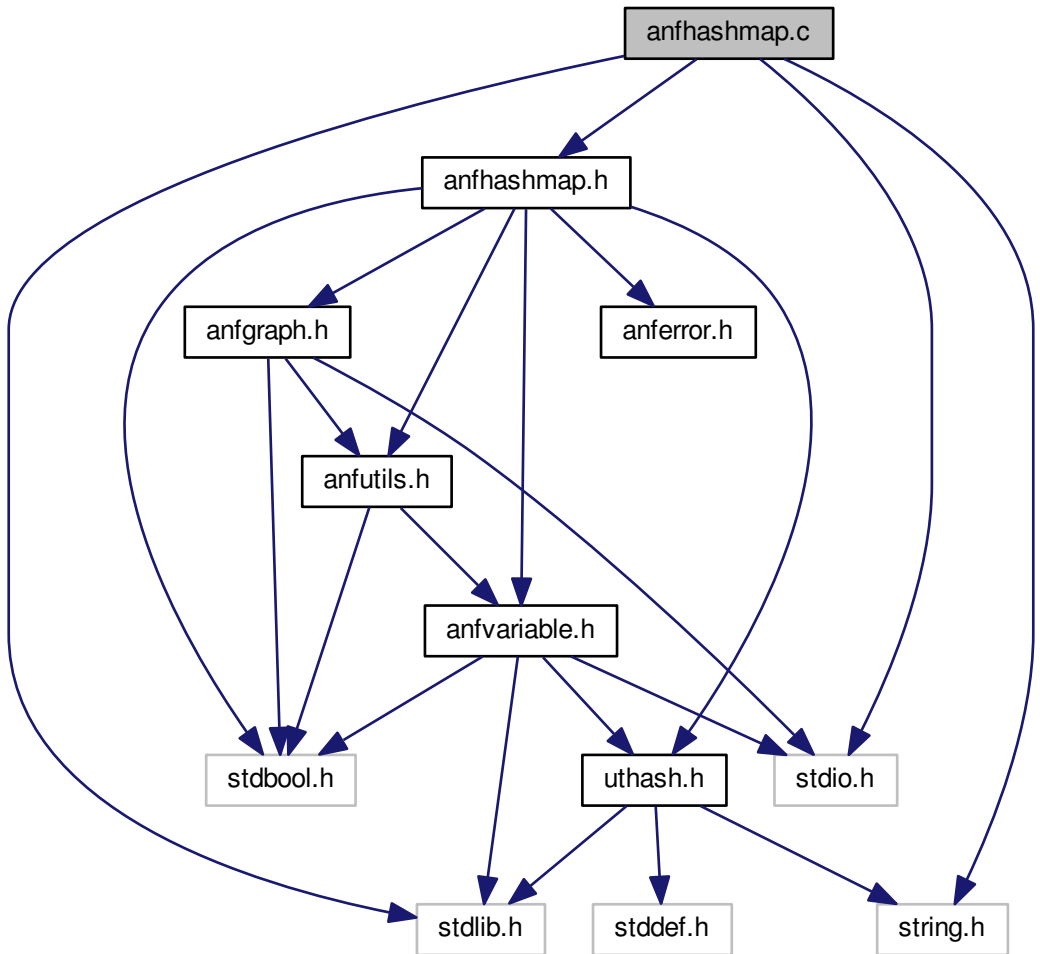 anfhashmap.c
anfhashmap.h
anfgraph.h
anferror.h
anfutils.h
anfvariable.h
stdbool.h
uthash.h
stdio.h
stdlib.h
stddef.h
string.h